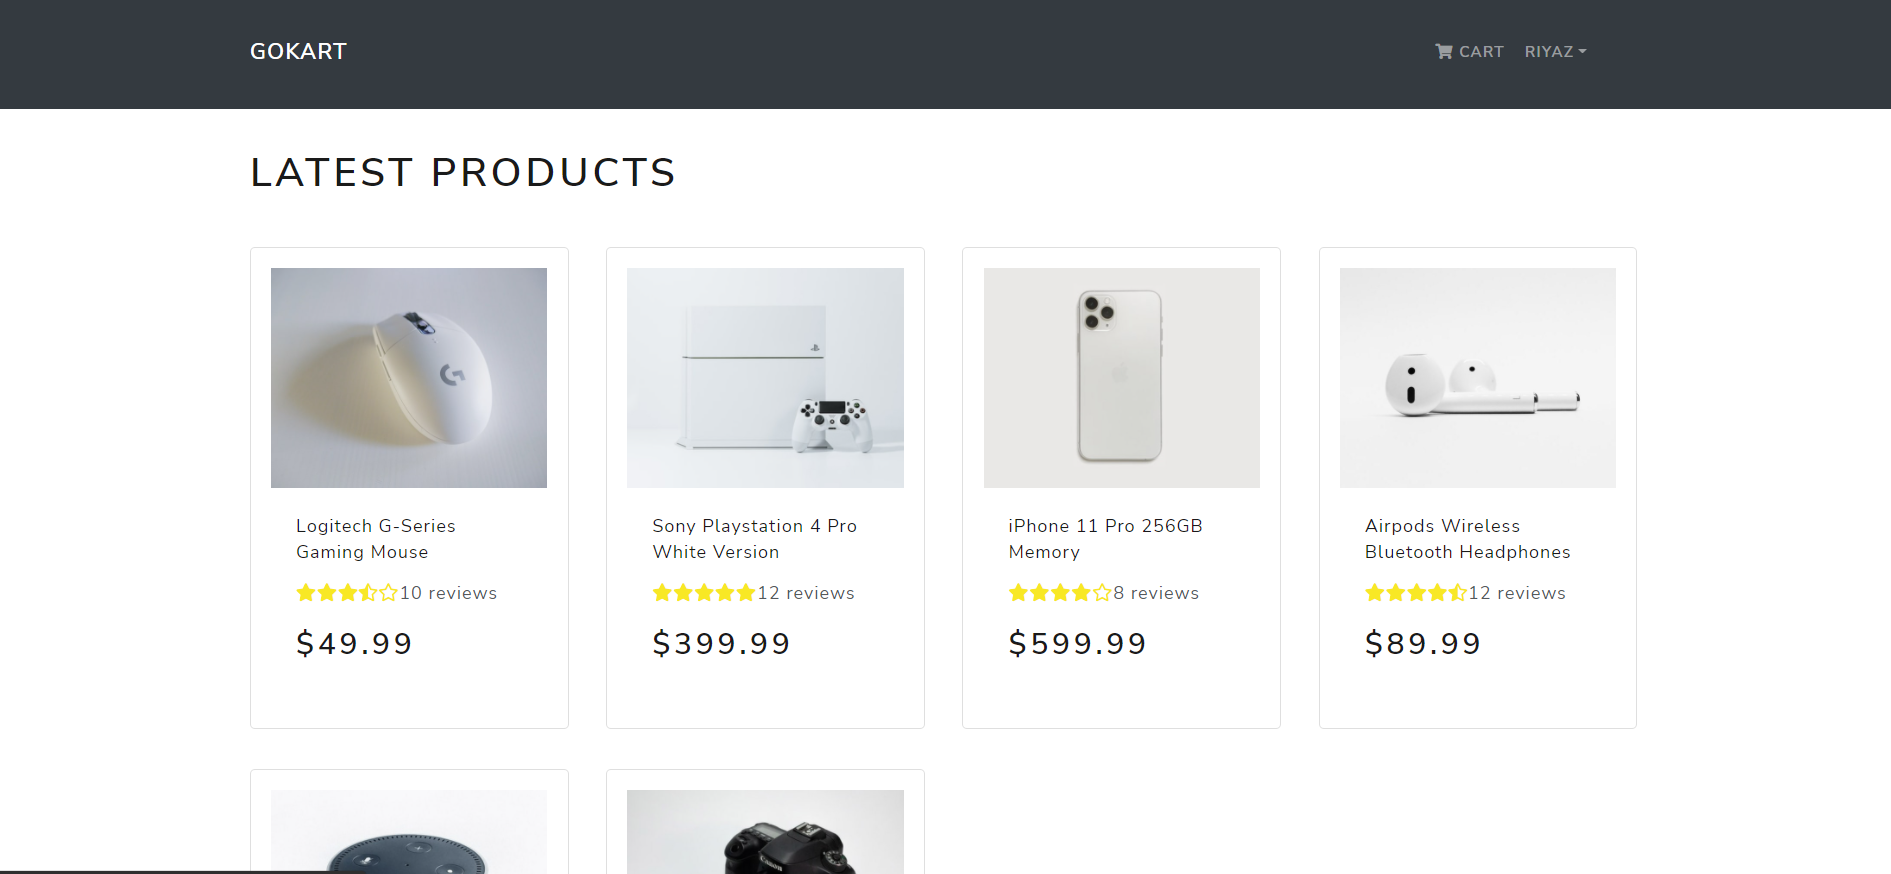 GOKART
CART
RIYAZ
LATEST PRODUCTS
Logitech G-Series
Gaming Mouse
10 reviews
$49.99
Sony Playstation 4 Pro
White Version
12 reviews
$399.99
iPhone 11 Pro 256GB
Memory
8 reviews
$599.99
Airpods Wireless
Bluetooth Headphones
12 reviews
$89.99
Canon